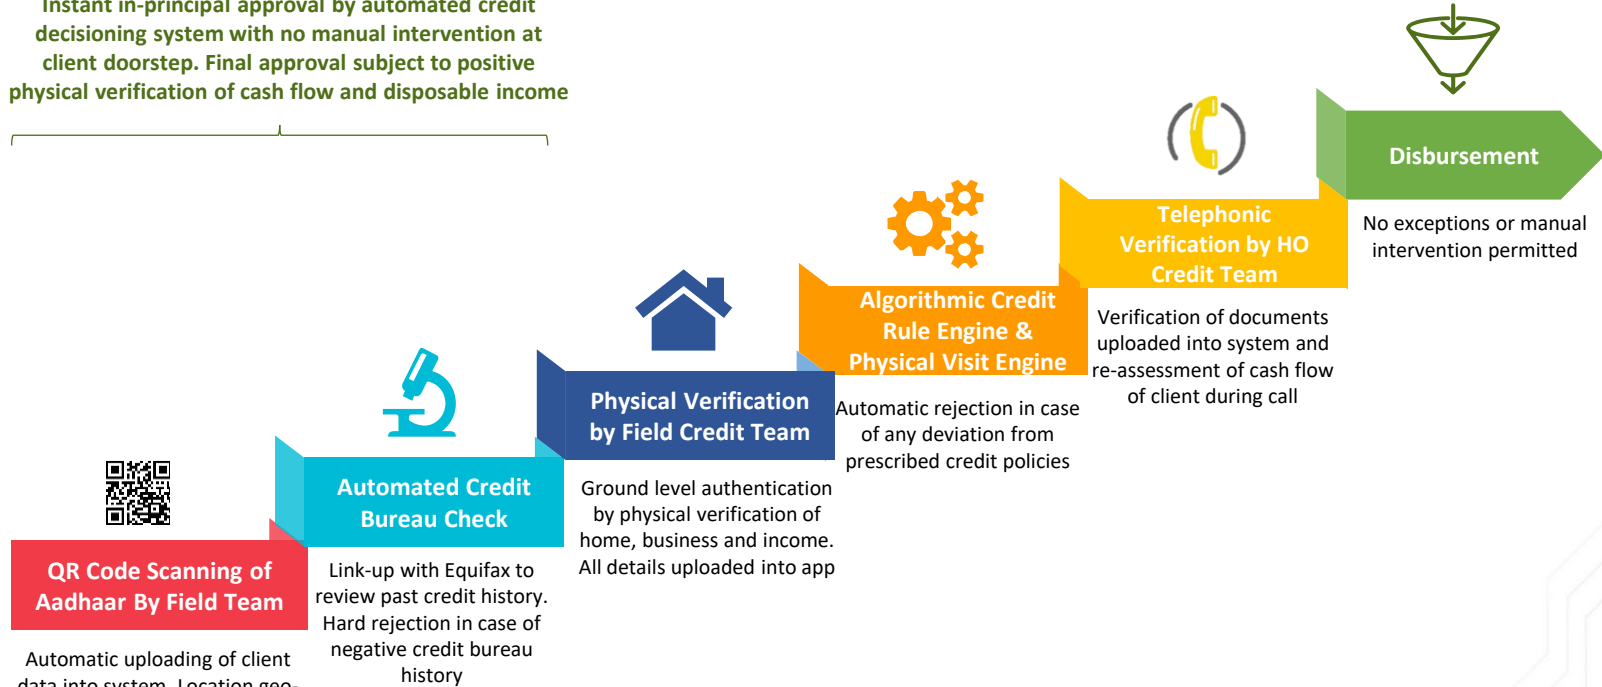 Instant in-principal approval by automated credit
decisioning system with no manual intervention at
client doorstep. Final approval subject to positive
physical verification of cash flow and disposable income
QR Code Scanning of
Aadhaar By Field Team
Automatic uploading of client
data into system. Location geo-
Automated Credit
Bureau Check
Link-up with Equifax to
review past credit history.
Hard rejection in case of
negative credit bureau
history
Physical Verification
by Field Credit Team
Ground level authentication
by physical verification of
home, business and income.
All details uploaded into app
Algorithmic Credit
Rule Engine &
Physical Visit Engine
Automatic rejection in case
of any deviation from
prescribed credit policies
Telephonic
Verification by HO
Credit Team
Verification of documents
uploaded into system and
re-assessment of cash flow
of client during call
Disbursement
No exceptions or manual
intervention permitted